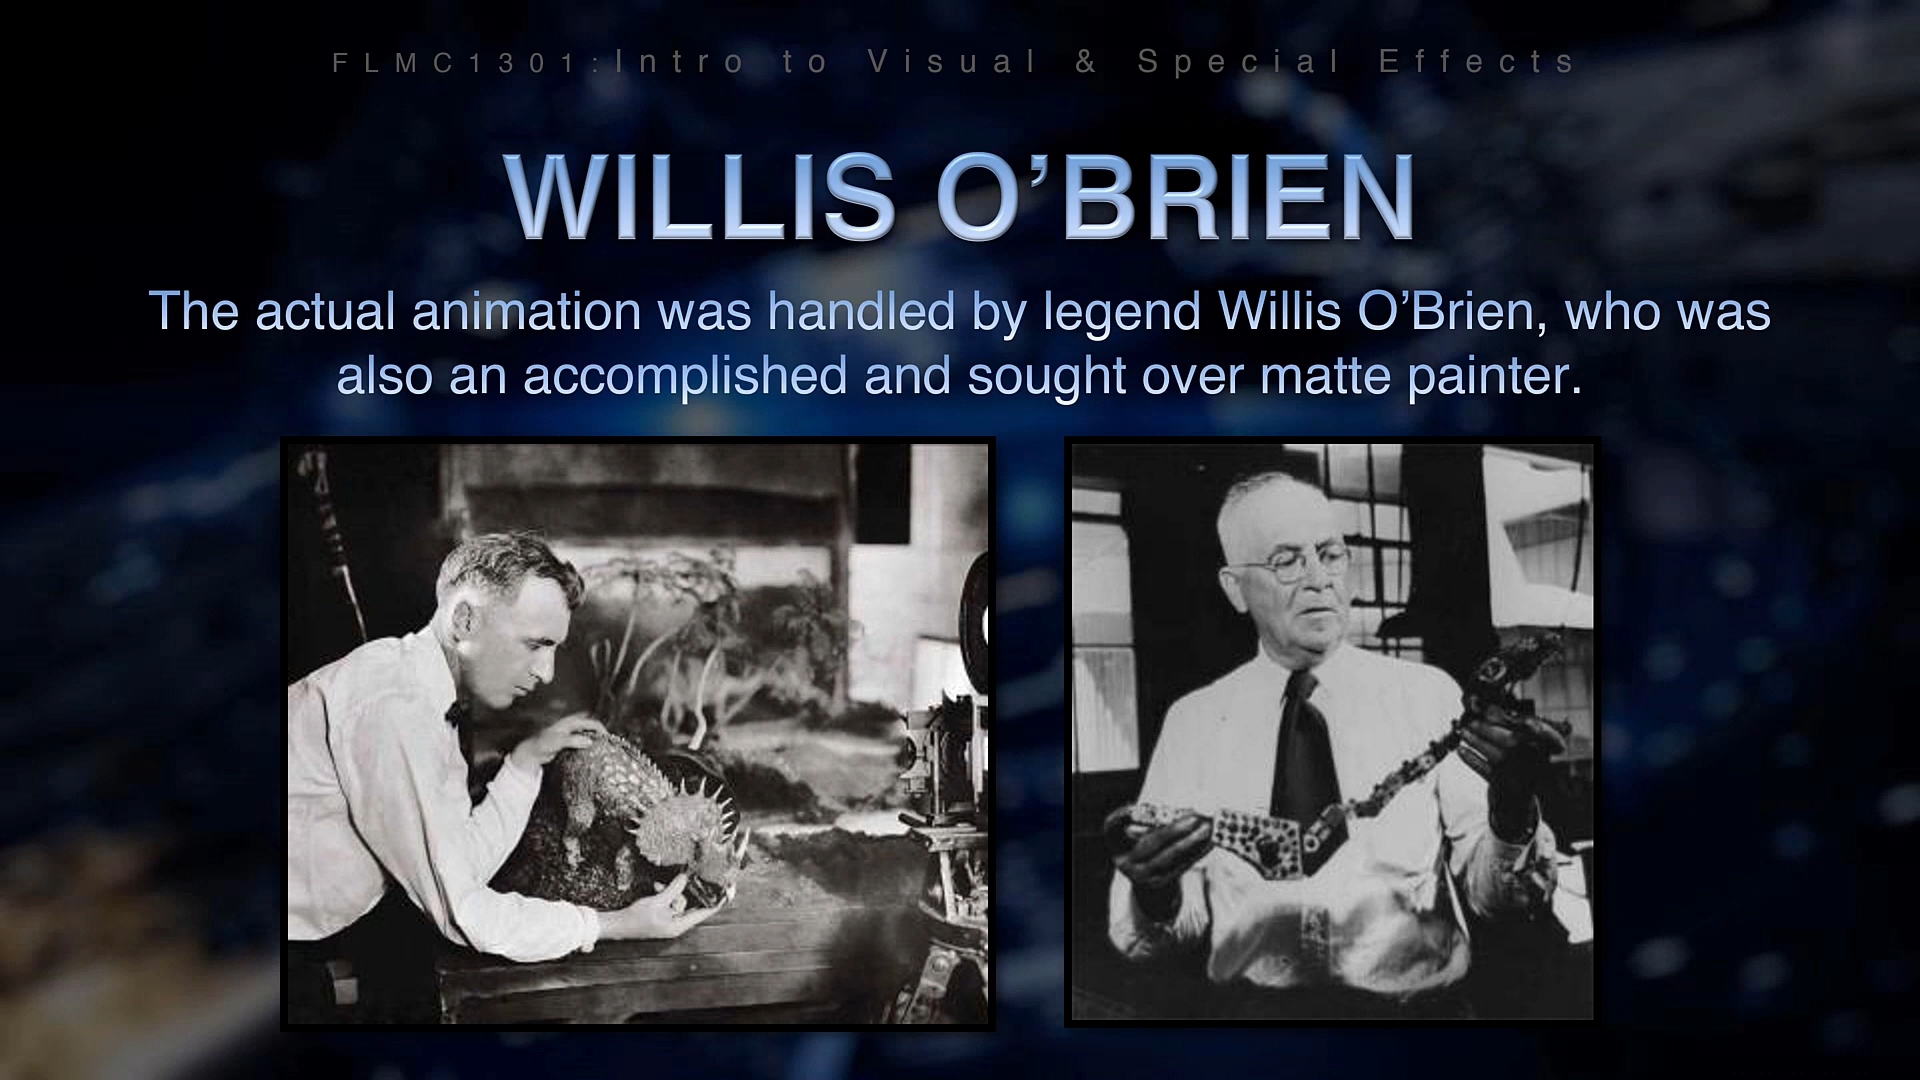 FLMC1301:Intro to Visual & Special Effects
WILLIS O’BRIEN
The actual animation was handled by legend Willis O’Brien, who was
also an accomplished and sought over matte painter.